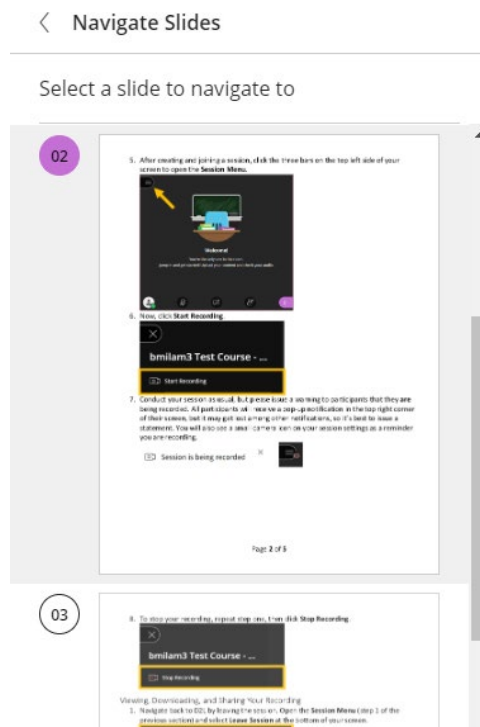 Navigate Slides
Select a slide to navigate to
02
5. After creating and joining a session, click the three bars on the top left side of your
screen to open the Session Menu.
Welcome!
6. Now, click Start Recording.
bmilam3 Test Course - ...
Start Recording
7. Conduct your session as usual, but please issue a warning to participants that they are
being recorded. All participants will receive a pop-up notification in the top right corner
of their screen, but it may get lost among other notifications, so it's best to issue a
statement. You will also see a small camera icon on your session settings as a reminder
you are recording.
Session is being recorded
Page 2 of 5
03
8. To stop your recording, repeat step one, then click Stop Recording.
bmilam3 Test Course - ...
Stop Recording
Viewing, Downloading, and Sharing Your Recording
1. Navigate back to D2L by leaving the session. Open the Session Menu (step 1 of the
previous section) and select Leave Session at the bottom of your screen.